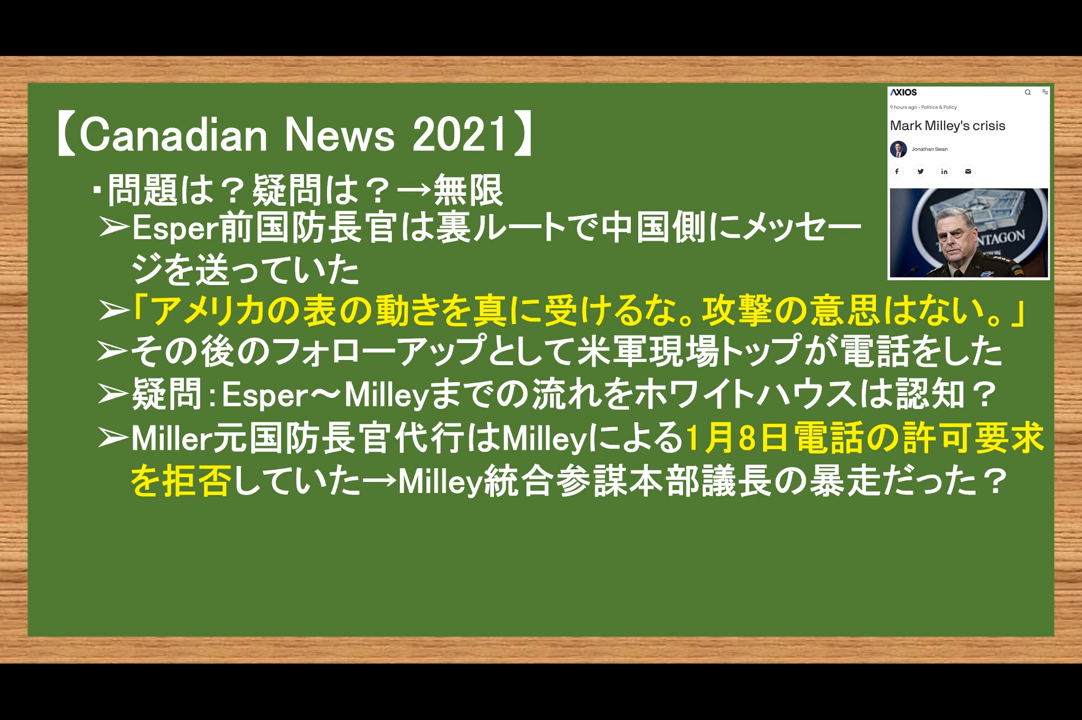 【Canadian News 2021】
・問題は？疑問は？→無限
➢Esper前国防長官は裏ルートで中国側にメッセー
ジを送っていた
➢「アメリカの表の動きを真に受けるな。攻撃の意思はない。」
➢その後のフォローアップとして米軍現場トップが電話をした
➢疑問：Esper～Milleyまでの流れをホワイトハウスは認知？
➢Miller元国防長官代行はMilleyによる1月8日電話の許可要求
を拒否していた→Milley統合参謀本部議長の暴走だった？
AXIOS
9 hours ago - Politics & Policy
Mark Milley's crisis
Jonathan Swan
NTAGON